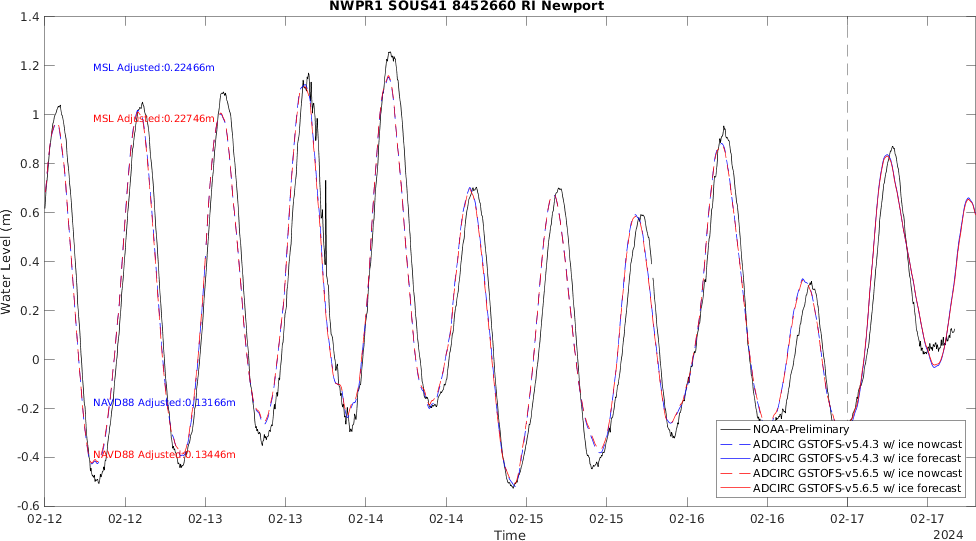 NWPR1 SOUS41 8452660 RI Newport
1.4
1.2
1
0.8
0.6
0.4
0.2
0
-0.2
-0.4
-0.6
Water Level (m)
MSL Adjusted:0.22466m
MSL Adjusted:0.22746m
NAVD88 Adjusted:0.13166m
NAVD88 Adjusted:0.13446m
NOAA-Preliminary
ADCIRC GSTOFS-v5.4.3 w/ ice nowcast
ADCIRC GSTOFS-v5.4.3 w/ ice forecast
ADCIRC GSTOFS-v5.6.5 w/ ice nowcast
ADCIRC GSTOFS-v5.6.5 w/ ice forecast
02-12 02-12 02-13 02-13 02-14 02-14 02-15 02-15 02-16 02-16 02-17 02-17
Time
2024